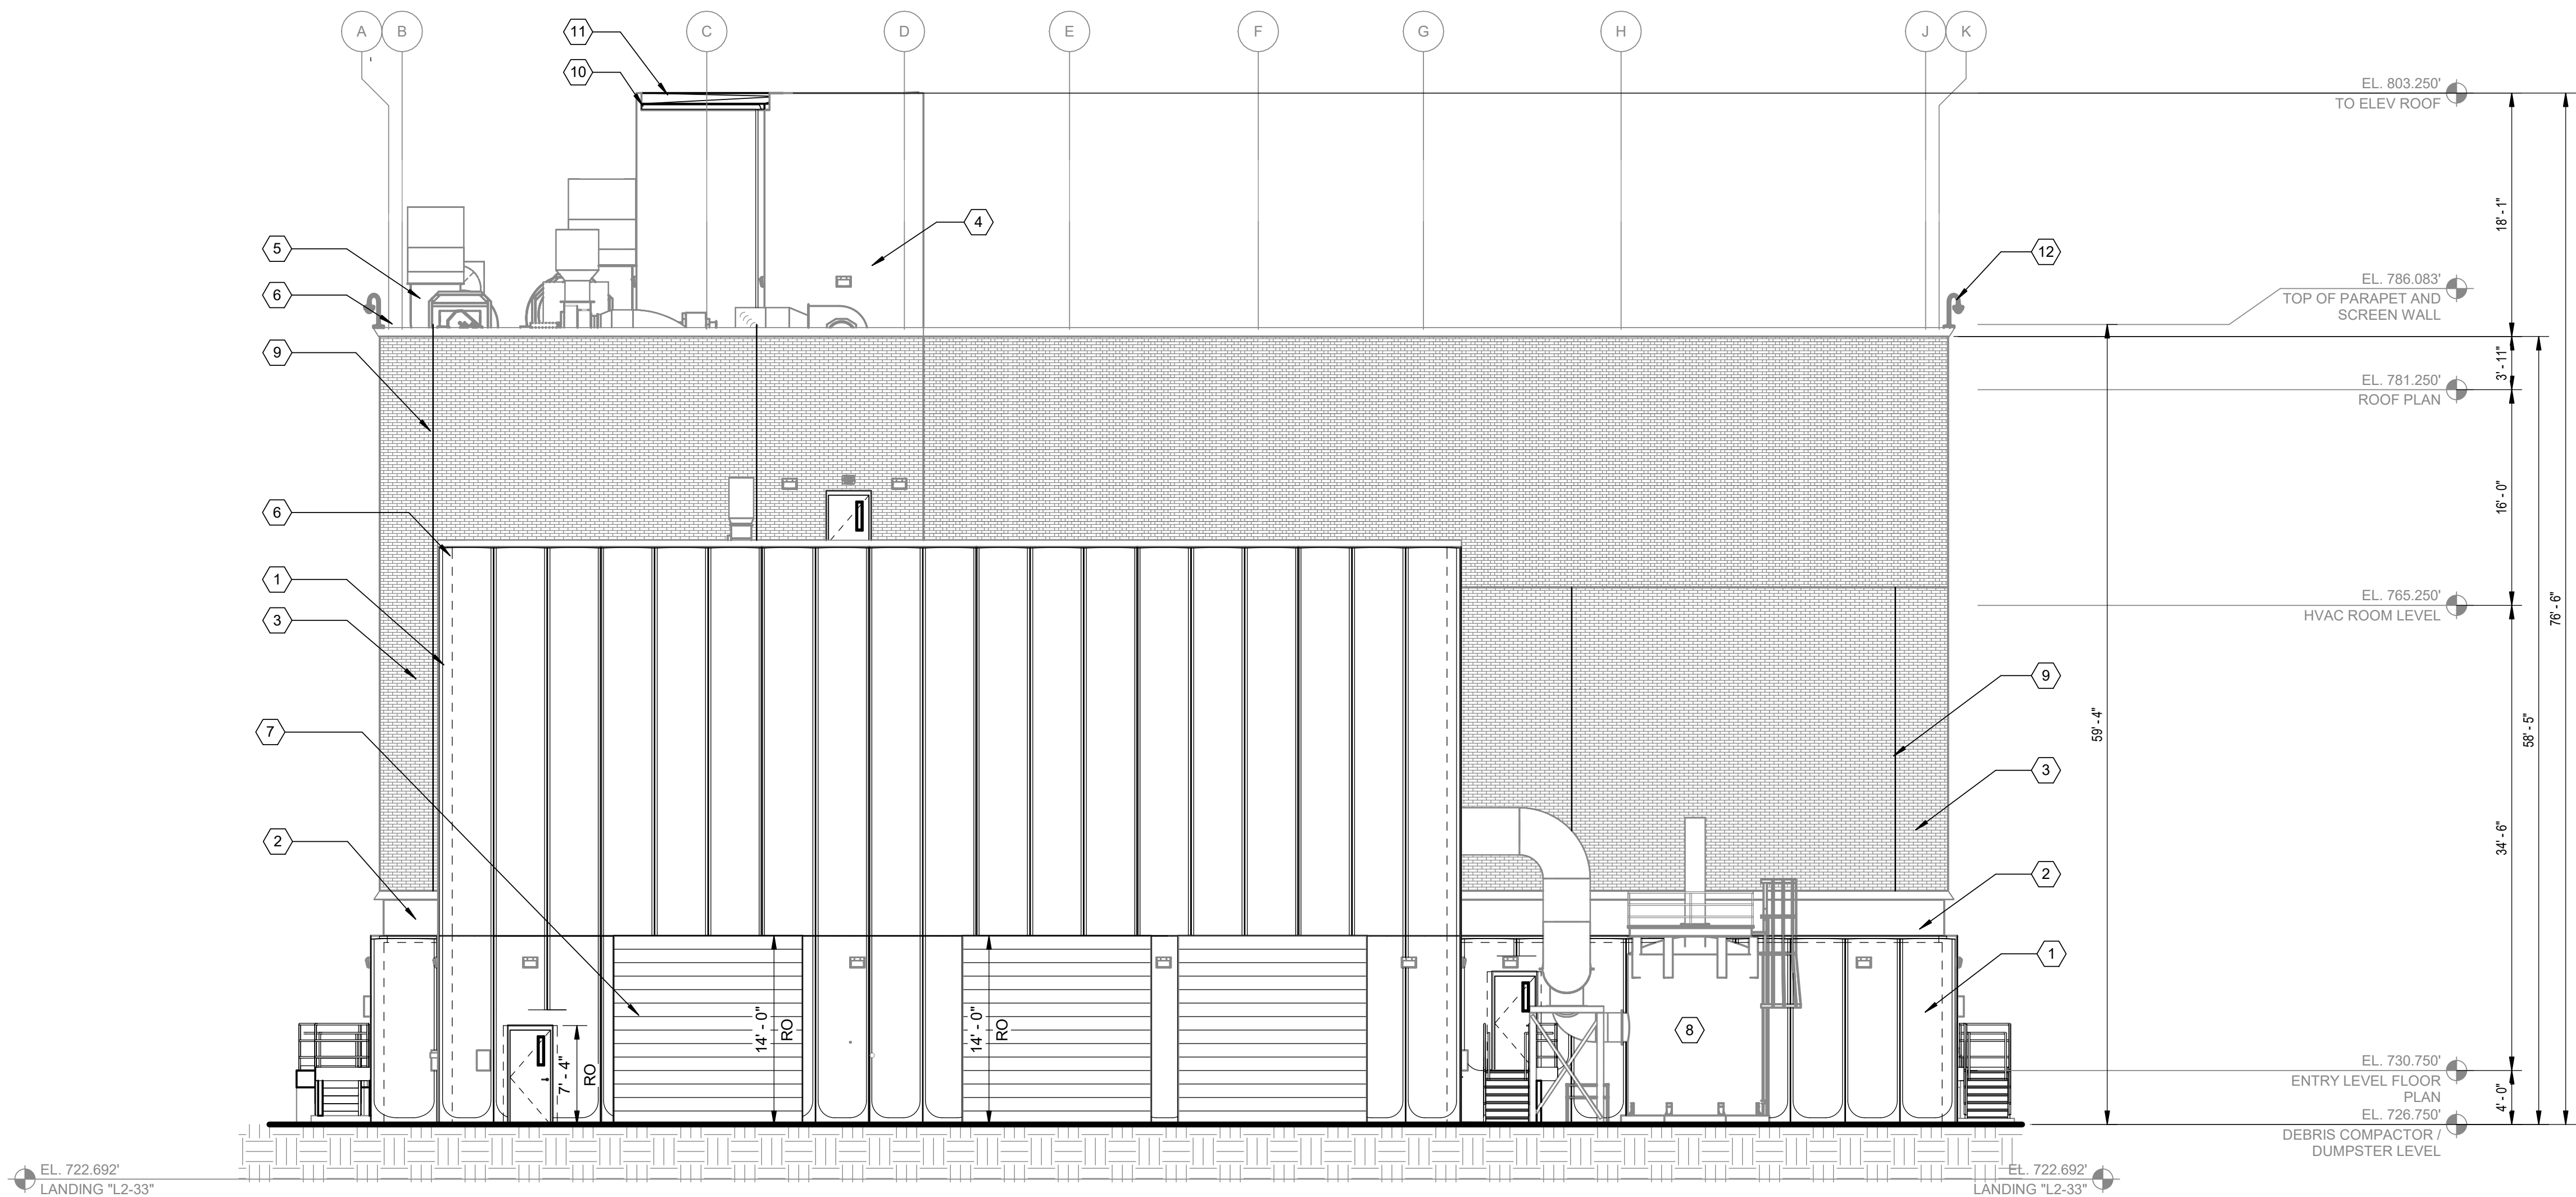 A B 11 C D E F G H J K
10
EL. 803.250'
TO ELEV ROOF
18' - 1"
4
5
12
6
EL. 786.083'
TOP OF PARAPET AND
SCREEN WALL
9
3' - 11"
EL. 781.250'
ROOF PLAN
16' - 0"
6
1
EL. 765.250'
HVAC ROOM LEVEL
76' - 6"
3
9
59' - 4"
58' - 5"
7
3
34' - 6"
2
2
1
14' - 0"
RO
14' - 0"
RO
8
7' - 4"
RO
EL. 730.750'
ENTRY LEVEL FLOOR
PLAN
4' - 0"
EL. 726.750'
DEBRIS COMPACTOR /
DUMPSTER LEVEL
EL. 722.692'
LANDING "L2-33"
EL. 722.692'
LANDING "L2-33"